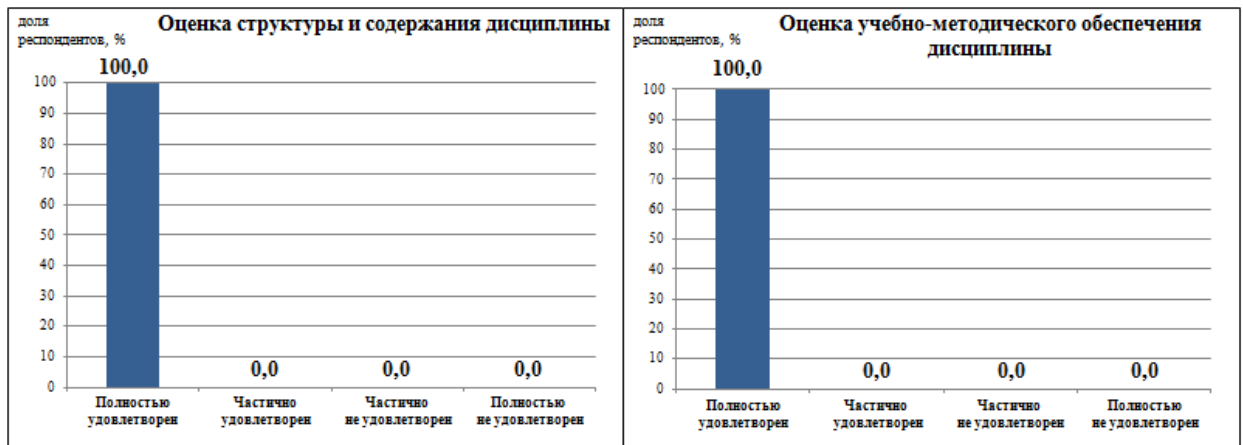 доля
респондентов, %
Оценка структуры и содержания дисциплины
100,0
100
90
80
70
60
50
40
30
20
10
0
0,0
0,0
0,0
Полностью
удовлетворен
Частично
удовлетворен
Частично
не удовлетворен
Полностью
не удовлетворен
доля
респондентов, %
Оценка учебно-методического обеспечения
дисциплины
100,0
100
90
80
70
60
50
40
30
20
10
0
0,0
0,0
0,0
Полностью
удовлетворен
Частично
удовлетворен
Частично
не удовлетворен
Полностью
не удовлетворен